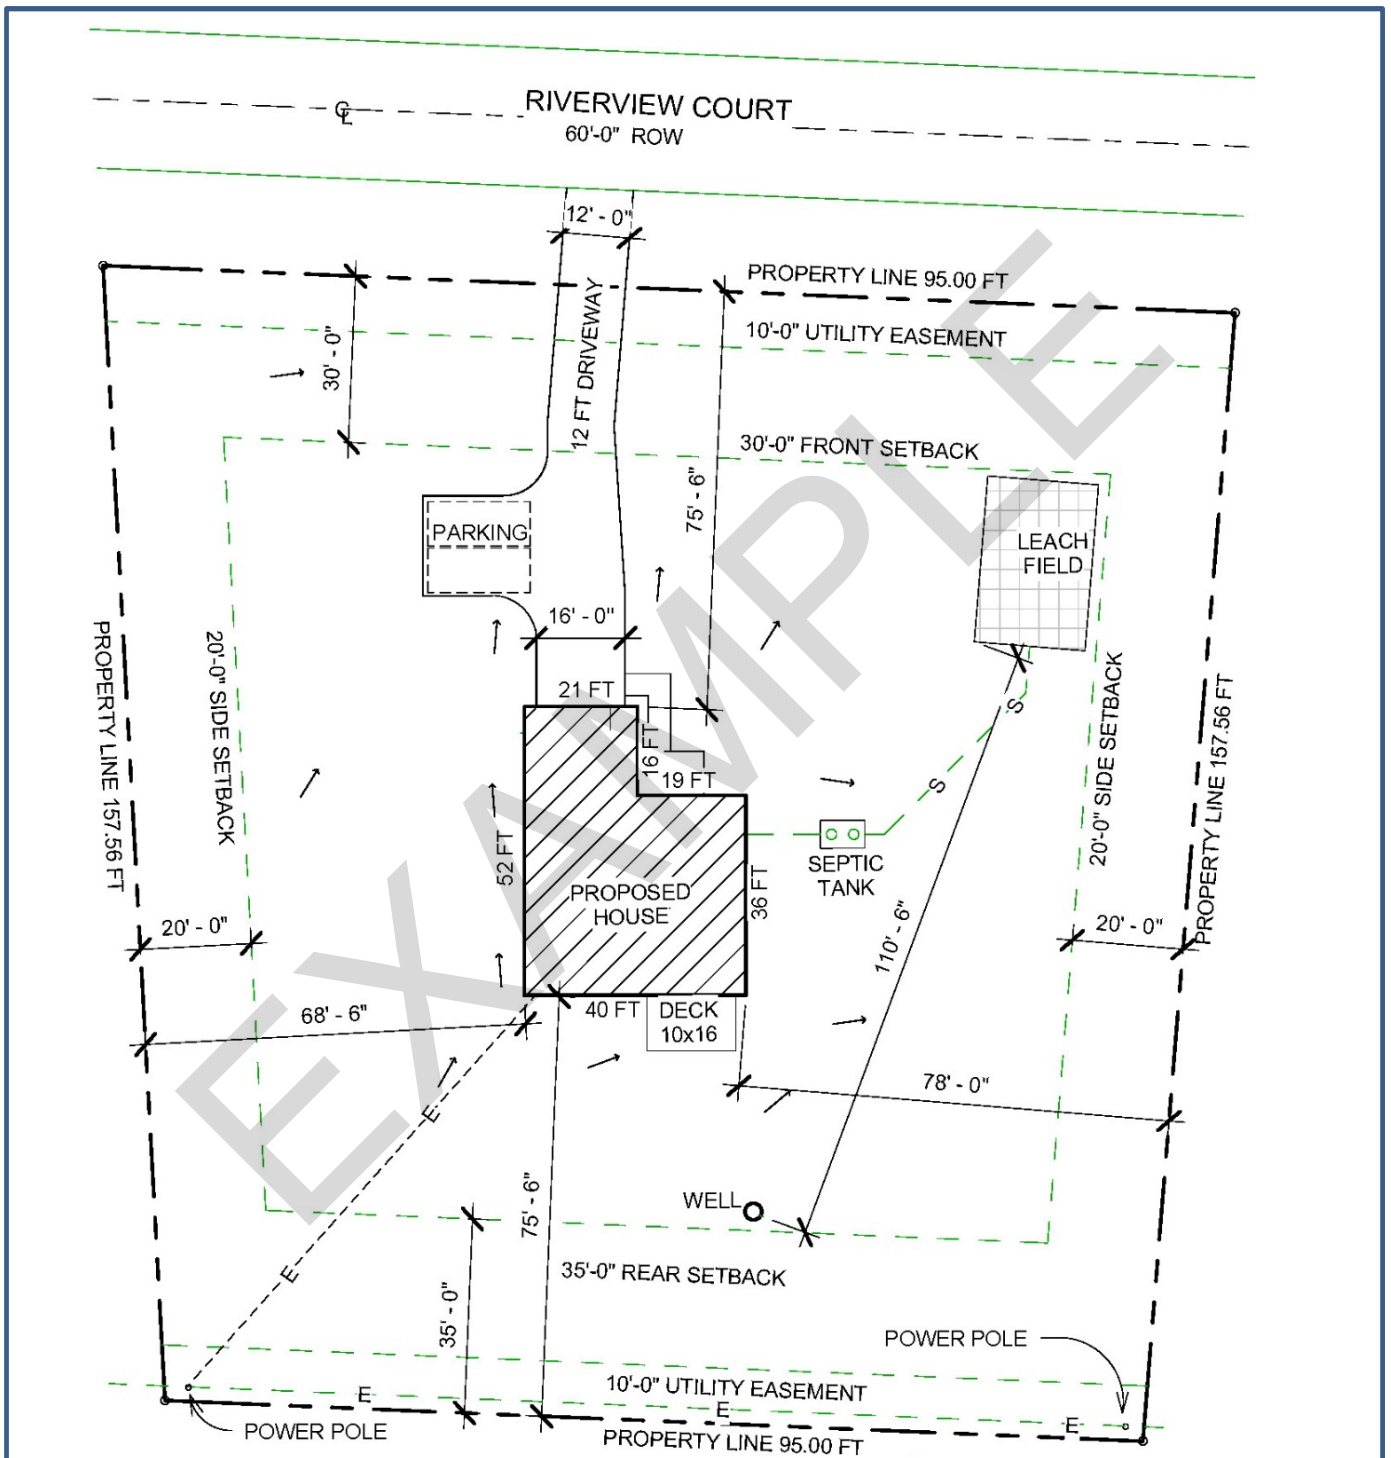 RIVERVIEW COURT
℄
60'-0" ROW
12' - 0"
PROPERTY LINE 95.00 FT
10'-0" UTILITY EASEMENT
30' - 0"
12 FT DRIVEWAY
30'-0" FRONT SETBACK
75' - 6"
PARKING
LEACH
FIELD
16' - 0"
20'-0" SIDE SETBACK
PROPERTY LINE 157.56 FT
20'-0" SIDE SETBACK
PROPERTY LINE 157.56 FT
21 FT
S
16 FT
19 FT
S
52 FT
SEPTIC
TANK
PROPOSED
HOUSE
36 FT
20' - 0"
110' - 6"
20' - 0"
68' - 6"
40 FT
DECK
10x16
78' - 0"
E
75' - 6"
WELL
E
35'-0" REAR SETBACK
35' - 0"
POWER POLE
10'-0" UTILITY EASEMENT
E
E
E
POWER POLE
PROPERTY LINE 95.00 FT
EXAMPLE